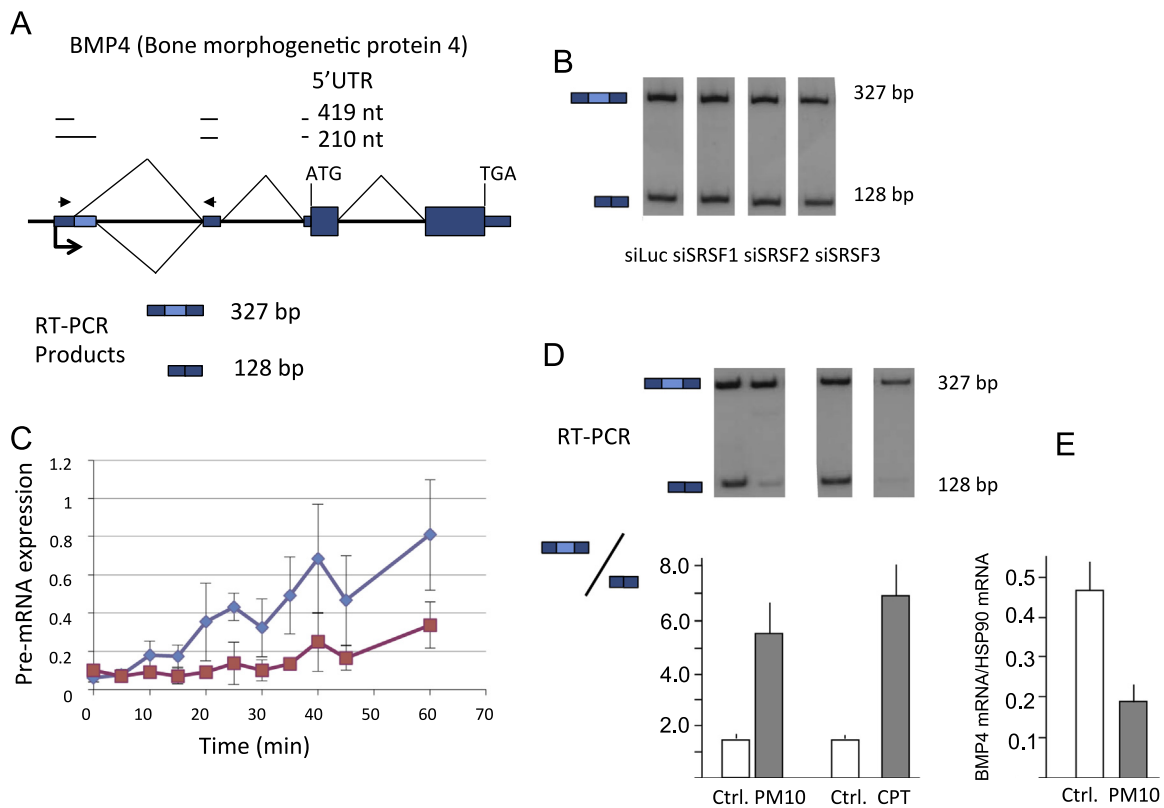 A
BMP4 (Bone morphogenetic protein 4)
5'UTR
419 nt
210 nt
ATG
TGA
RT-PCR
Products
327 bp
128 bp
B
327 bp
128 bp
siLuc siSRSF1 siSRSF2 siSRSF3
C
Pre-mRNA expression
1.2
1
0.8
0.6
0.4
0.2
0
0
10
20
30
40
50
60
70
Time (min)
D
RT-PCR
327 bp
128 bp
8.0
6.0
4.0
2.0
Ctrl. PM10
Ctrl. CPT
E
BMP4 mRNA/HSP90 mRNA
0.5
0.4
0.3
0.2
0.1
Ctrl. PM10